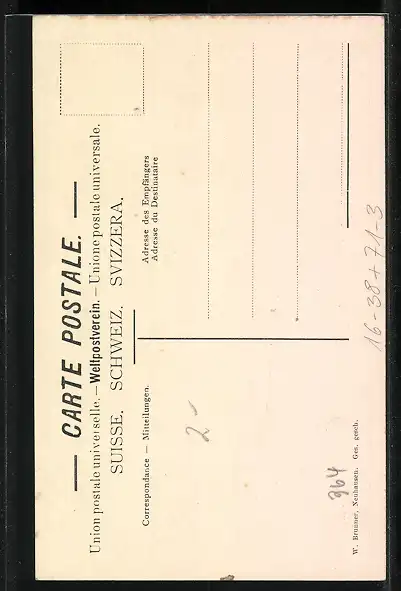 — CARTE POSTALE. —
Union postale universelle. — Weltpostverein. — Unione postale universale.
SUISSE. SCHWEIZ. SVIZZERA.
Correspondance — Mitteilungen.
Adresse des Empfängers
Adresse du Destinataire
2 -
364
W. Brunner, Neuhausen. Ges. gesch.
16-38+71-3